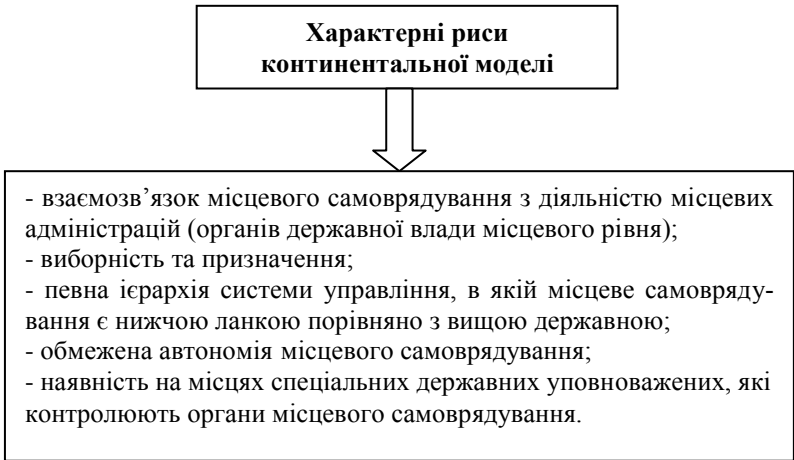 Характерні риси
континентальної моделі
- взаємозв’язок місцевого самоврядування з діяльністю місцевих
адміністрацій (органів державної влади місцевого рівня);
- виборність та призначення;
- певна ієрархія системи управління, в якій місцеве самовряду-
вання є нижчою ланкою порівняно з вищою державною;
- обмежена автономія місцевого самоврядування;
- наявність на місцях спеціальних державних уповноважених, які
контролюють органи місцевого самоврядування.